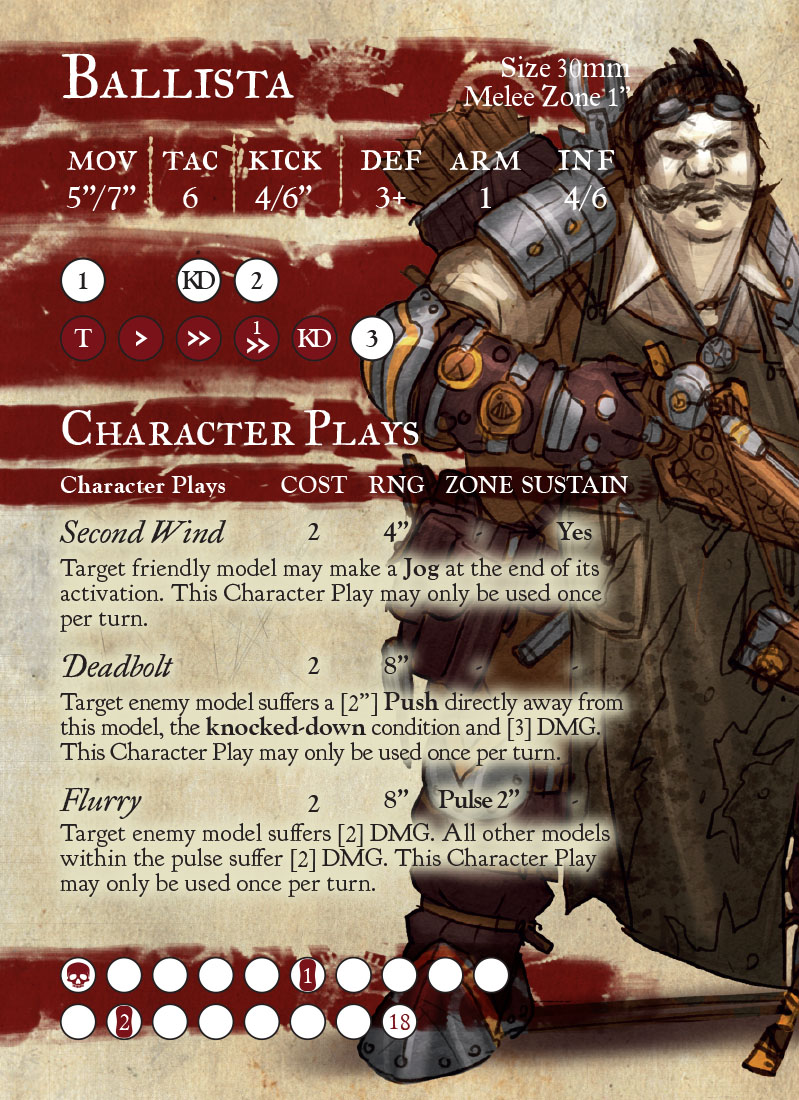 Ballista
Size 30mm
Melee Zone 1”
MOV TAC KICK DEF ARM INF
5”/7” 6 4/6” 3+ 1 4/6
1 KD 2
T > >> 1 >> KD 3
Character Plays
Character Plays COST RNG ZONE SUSTAIN
Second Wind 2 4” - Yes
Target friendly model may make a Jog at the end of its
activation. This Character Play may only be used once
per turn.
Deadbolt 2 8” - -
Target enemy model suffers a [2”] Push directly away from
this model, the knocked-down condition and [3] DMG.
This Character Play may only be used once per turn.
Flurry 2 8” Pulse 2” -
Target enemy model suffers [2] DMG. All other models
within the pulse suffer [2] DMG. This Character Play
may only be used once per turn.
1
2 18